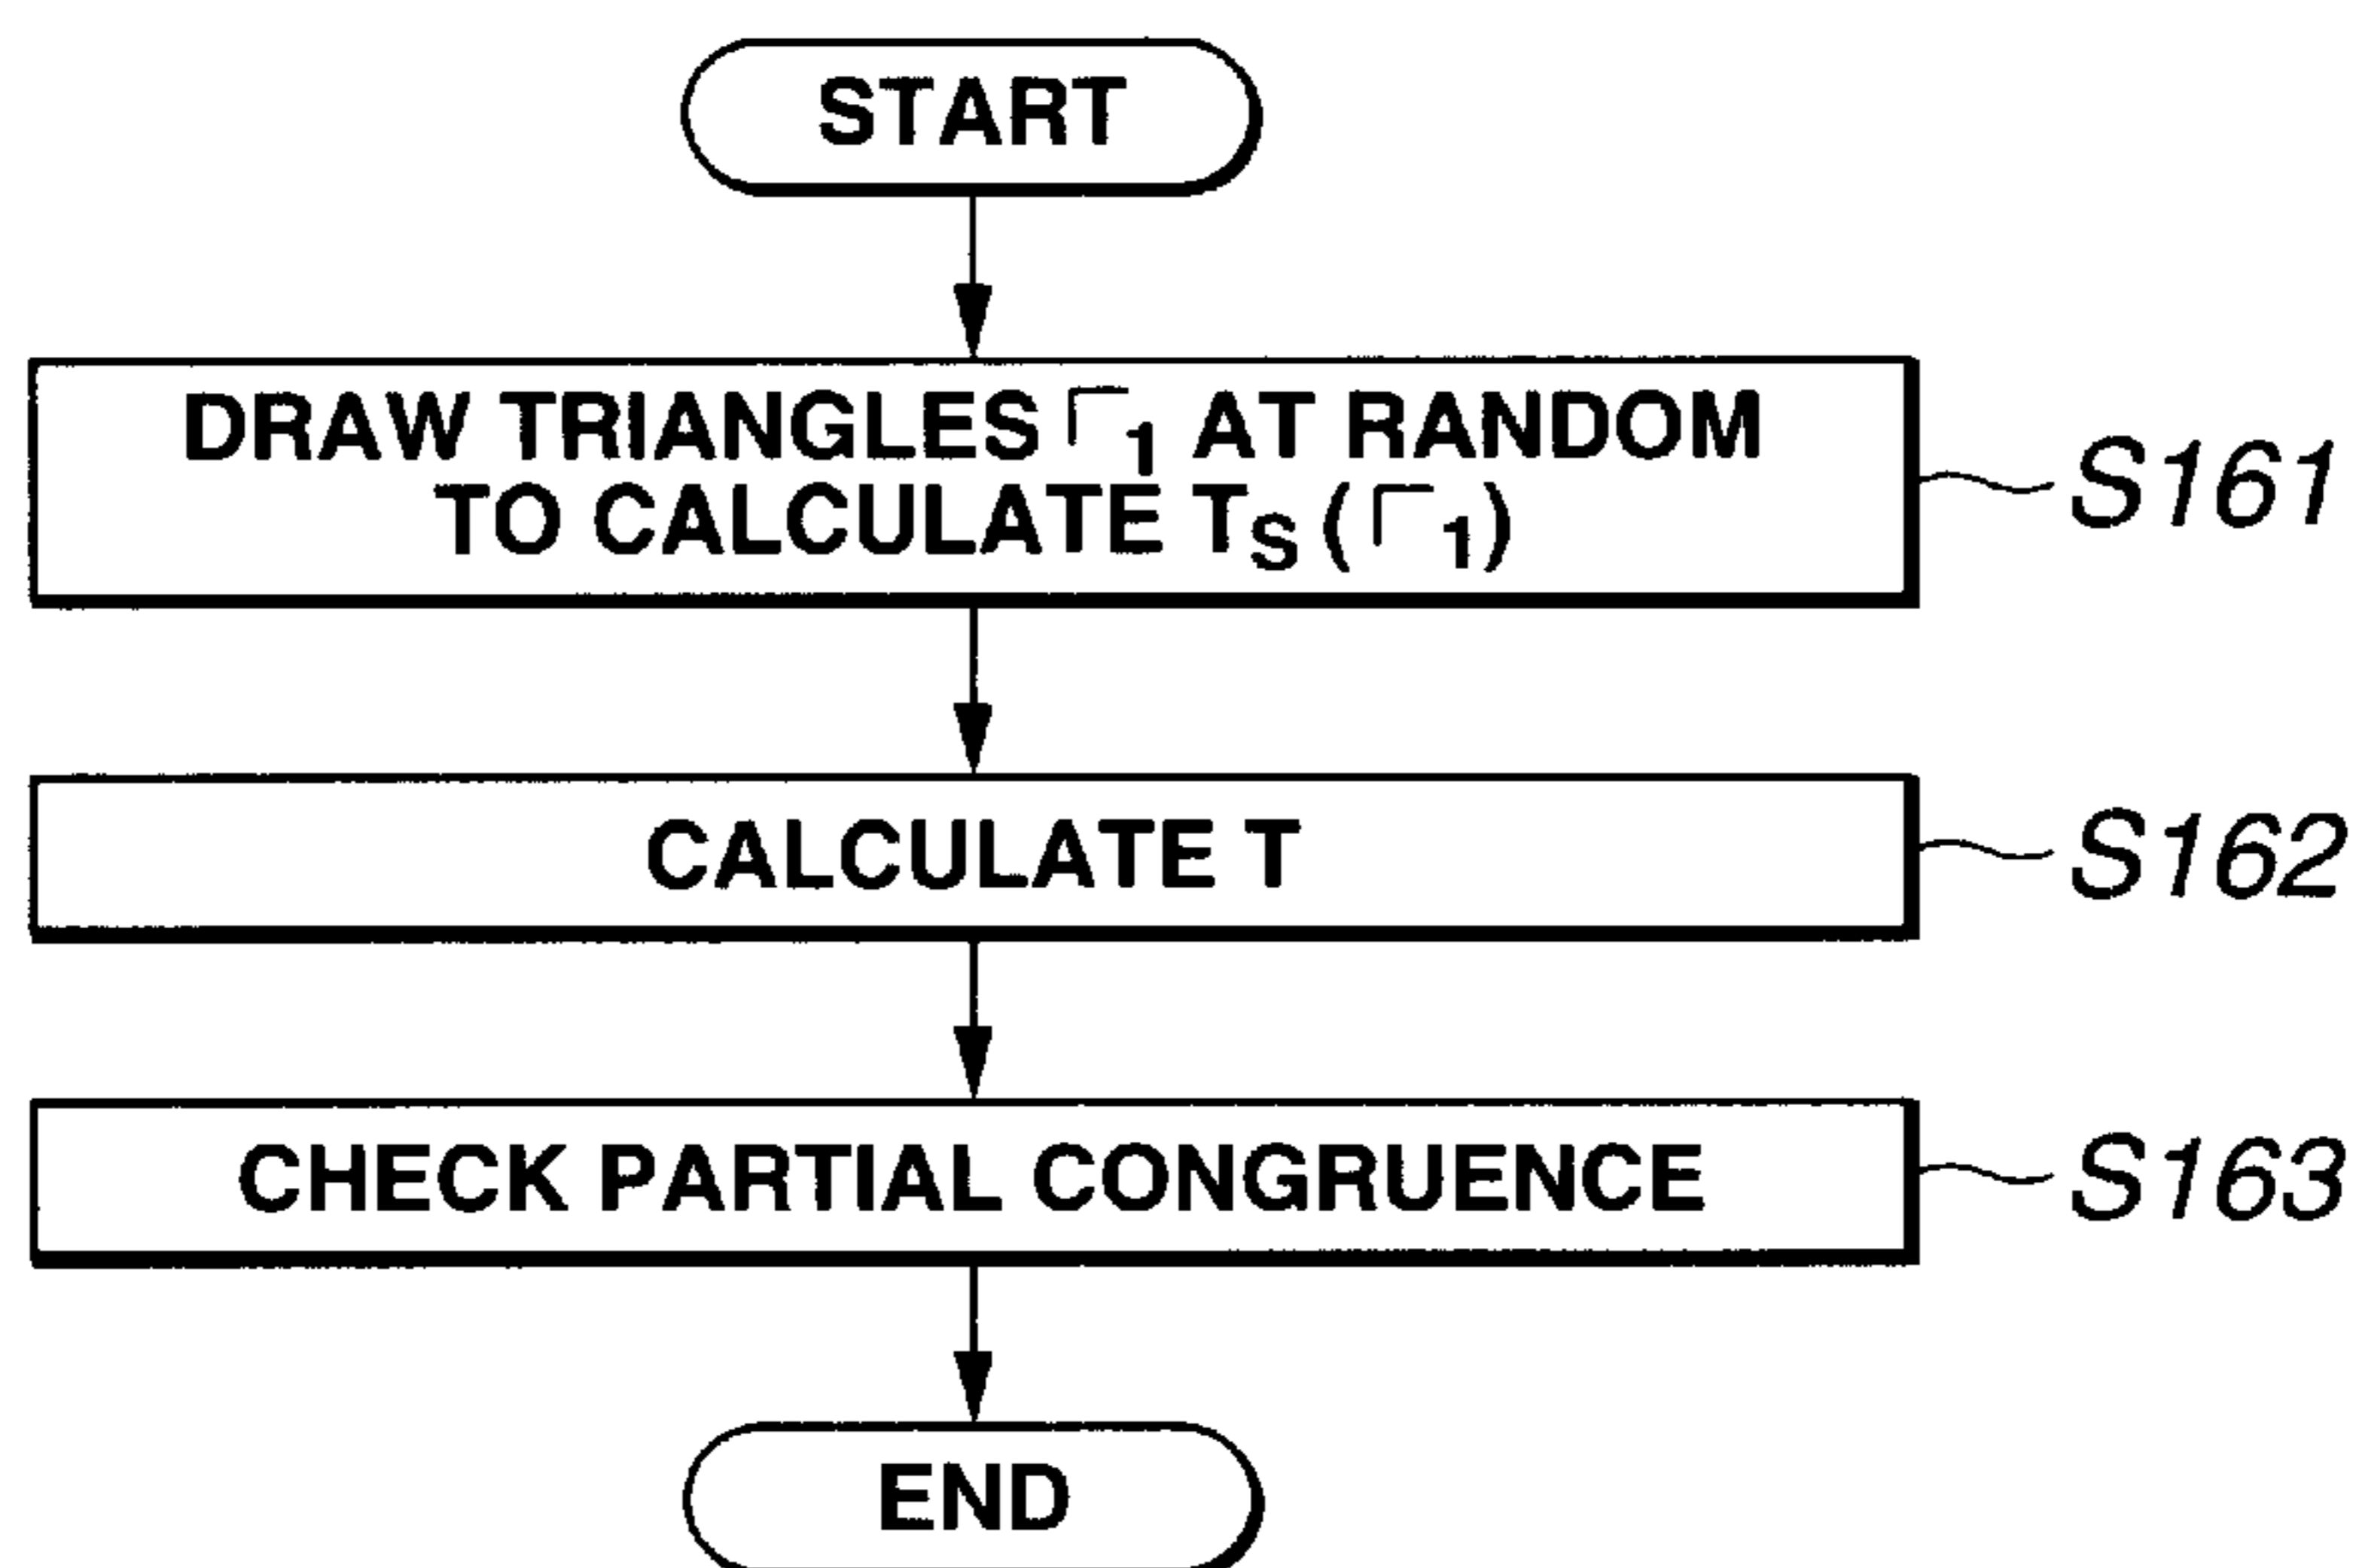 START
DRAW TRIANGLES Γ₁ AT RANDOM
TO CALCULATE Tₛ (Γ₁)
S161
CALCULATE T
S162
CHECK PARTIAL CONGRUENCE
S163
END